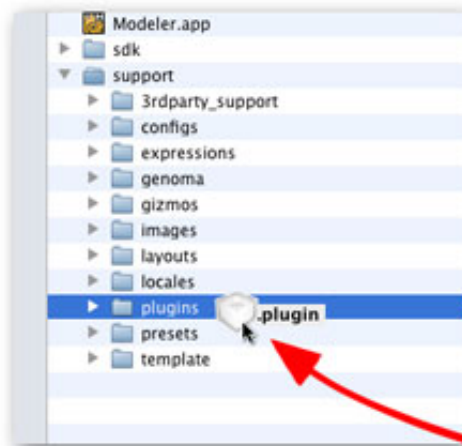 Modeler.app
sdk
support
3rdparty_support
configs
expressions
genoma
gizmos
images
layouts
locales
plugins .plugin
presets
template